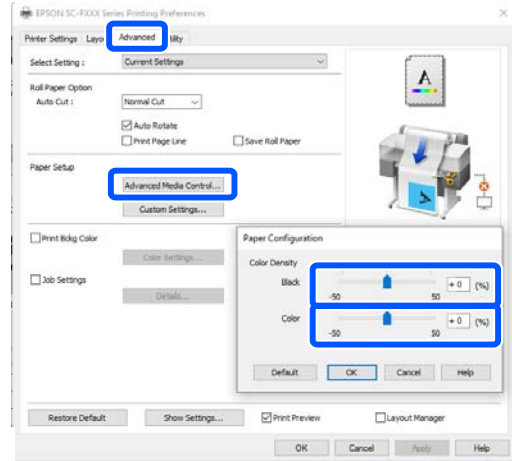 EPSON SC-FXXX Series Printing Preferences
Printer Settings Layo Advanced ility
Select Setting : Current Settings
Roll Paper Option
Auto Cut : Normal Cut
Auto Rotate
Print Page Line Save Roll Paper
Paper Setup
Advanced Media Control...
Custom Settings...
Print Bckg Color
Color Settings...
Job Settings
Details...
A
Paper Configuration
Color Density
Black + 0 (%)
-50 50
Color + 0 (%)
-50 50
Default OK Cancel Help
Restore Default Show Settings... Print Preview Layout Manager
OK Cancel Apply Help